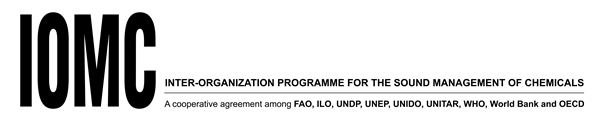 IOMC
INTER-ORGANIZATION PROGRAMME FOR THE SOUND MANAGEMENT OF CHEMICALS
A cooperative agreement among FAO, ILO, UNDP, UNEP, UNIDO, UNITAR, WHO, World Bank and OECD